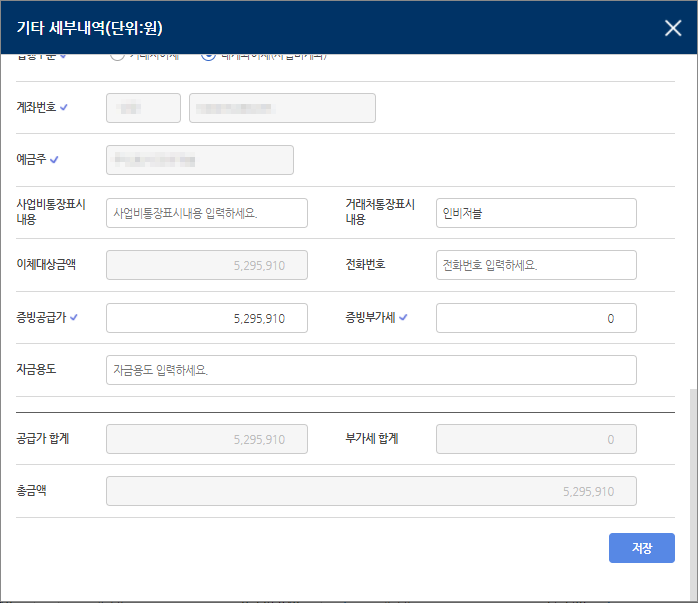 기타 세부내역(단위:원)
계좌번호
예금주
사업비통장표시
내용
사업비통장표시내용 입력하세요.
거래처통장표시
내용
인비저블
이체대상금액
5,295,910
전화번호
전화번호 입력하세요.
증빙공급가
5,295,910
증빙부가세
0
자금용도
자금용도 입력하세요.
공급가 합계
5,295,910
부가세 합계
0
총금액
5,295,910
저장